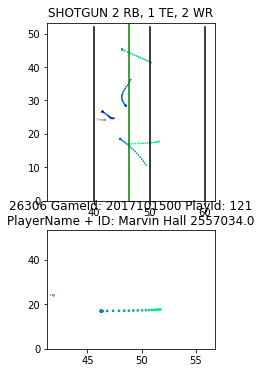 SHOTGUN 2 RB, 1 TE, 2 WR
50
40
30
20
10
0
40 50 60
26306 GameId: 2017101500 PlayId: 121
PlayerName + ID: Marvin Hall 2557034.0
40
20
0
45 50 55